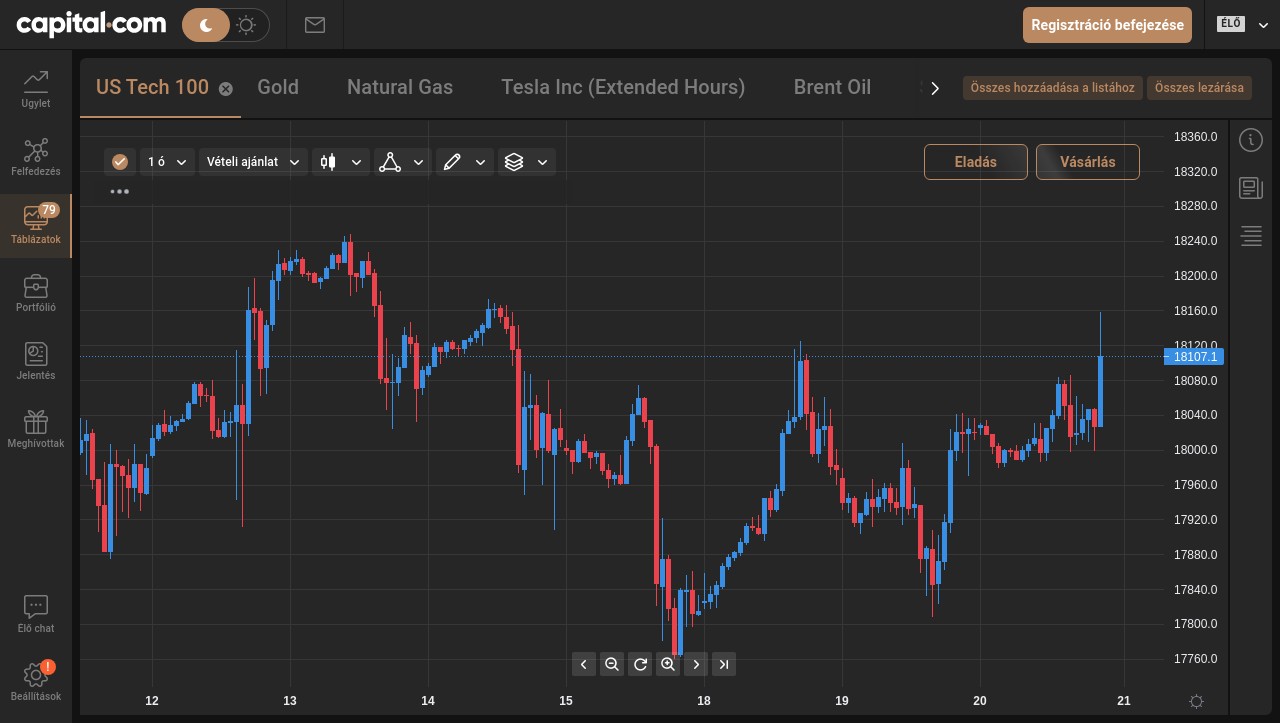 capital.com
Regisztráció befejezése
ÉLŐ
Ügylet
Felfedezés
79
Táblázatok
Portfólió
Jelentés
Meghívottak
Élő chat
!
Beállítások
US Tech 100
Gold
Natural Gas
Tesla Inc (Extended Hours)
Brent Oil
Összes hozzáadása a listához
Összes lezárása
1 ó
Vételi ajánlat
Eladás
Vásárlás
18360.0
18320.0
18280.0
18240.0
18200.0
18160.0
18120.0
18107.1
18080.0
18040.0
18000.0
17960.0
17920.0
17880.0
17840.0
17800.0
17760.0
12 13 14 15 18 19 20 21